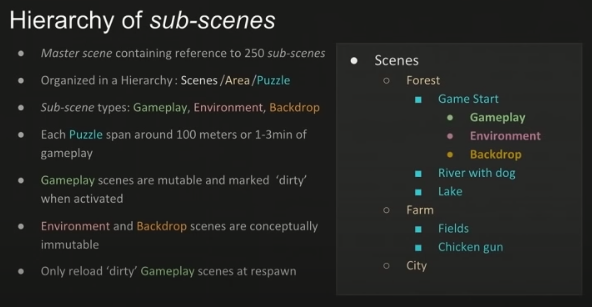 Hierarchy of sub-scenes
Master scene containing reference to 250 sub-scenes
Organized in a Hierarchy : Scenes /Area /Puzzle
Sub-scene types: Gameplay, Environment, Backdrop
Each Puzzle span around 100 meters or 1-3min of
gameplay
Gameplay scenes are mutable and marked 'dirty'
when activated
Environment and Backdrop scenes are conceptually
immutable
Only reload 'dirty' Gameplay scenes at respawn
Scenes
Forest
Game Start
Gameplay
Environment
Backdrop
River with dog
Lake
Farm
Fields
Chicken gun
City